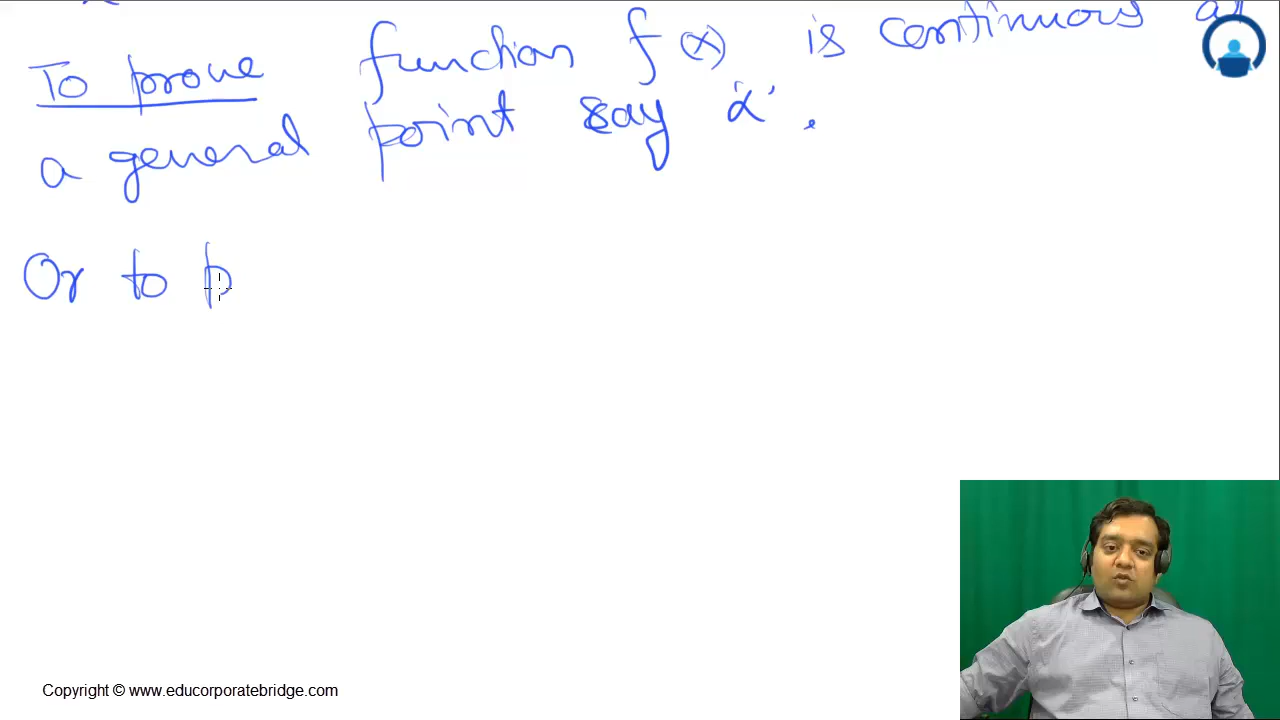 To prove function f(x) is continuous at
a general point say 'α'.
Or to p
Copyright © www.educorporatebridge.com